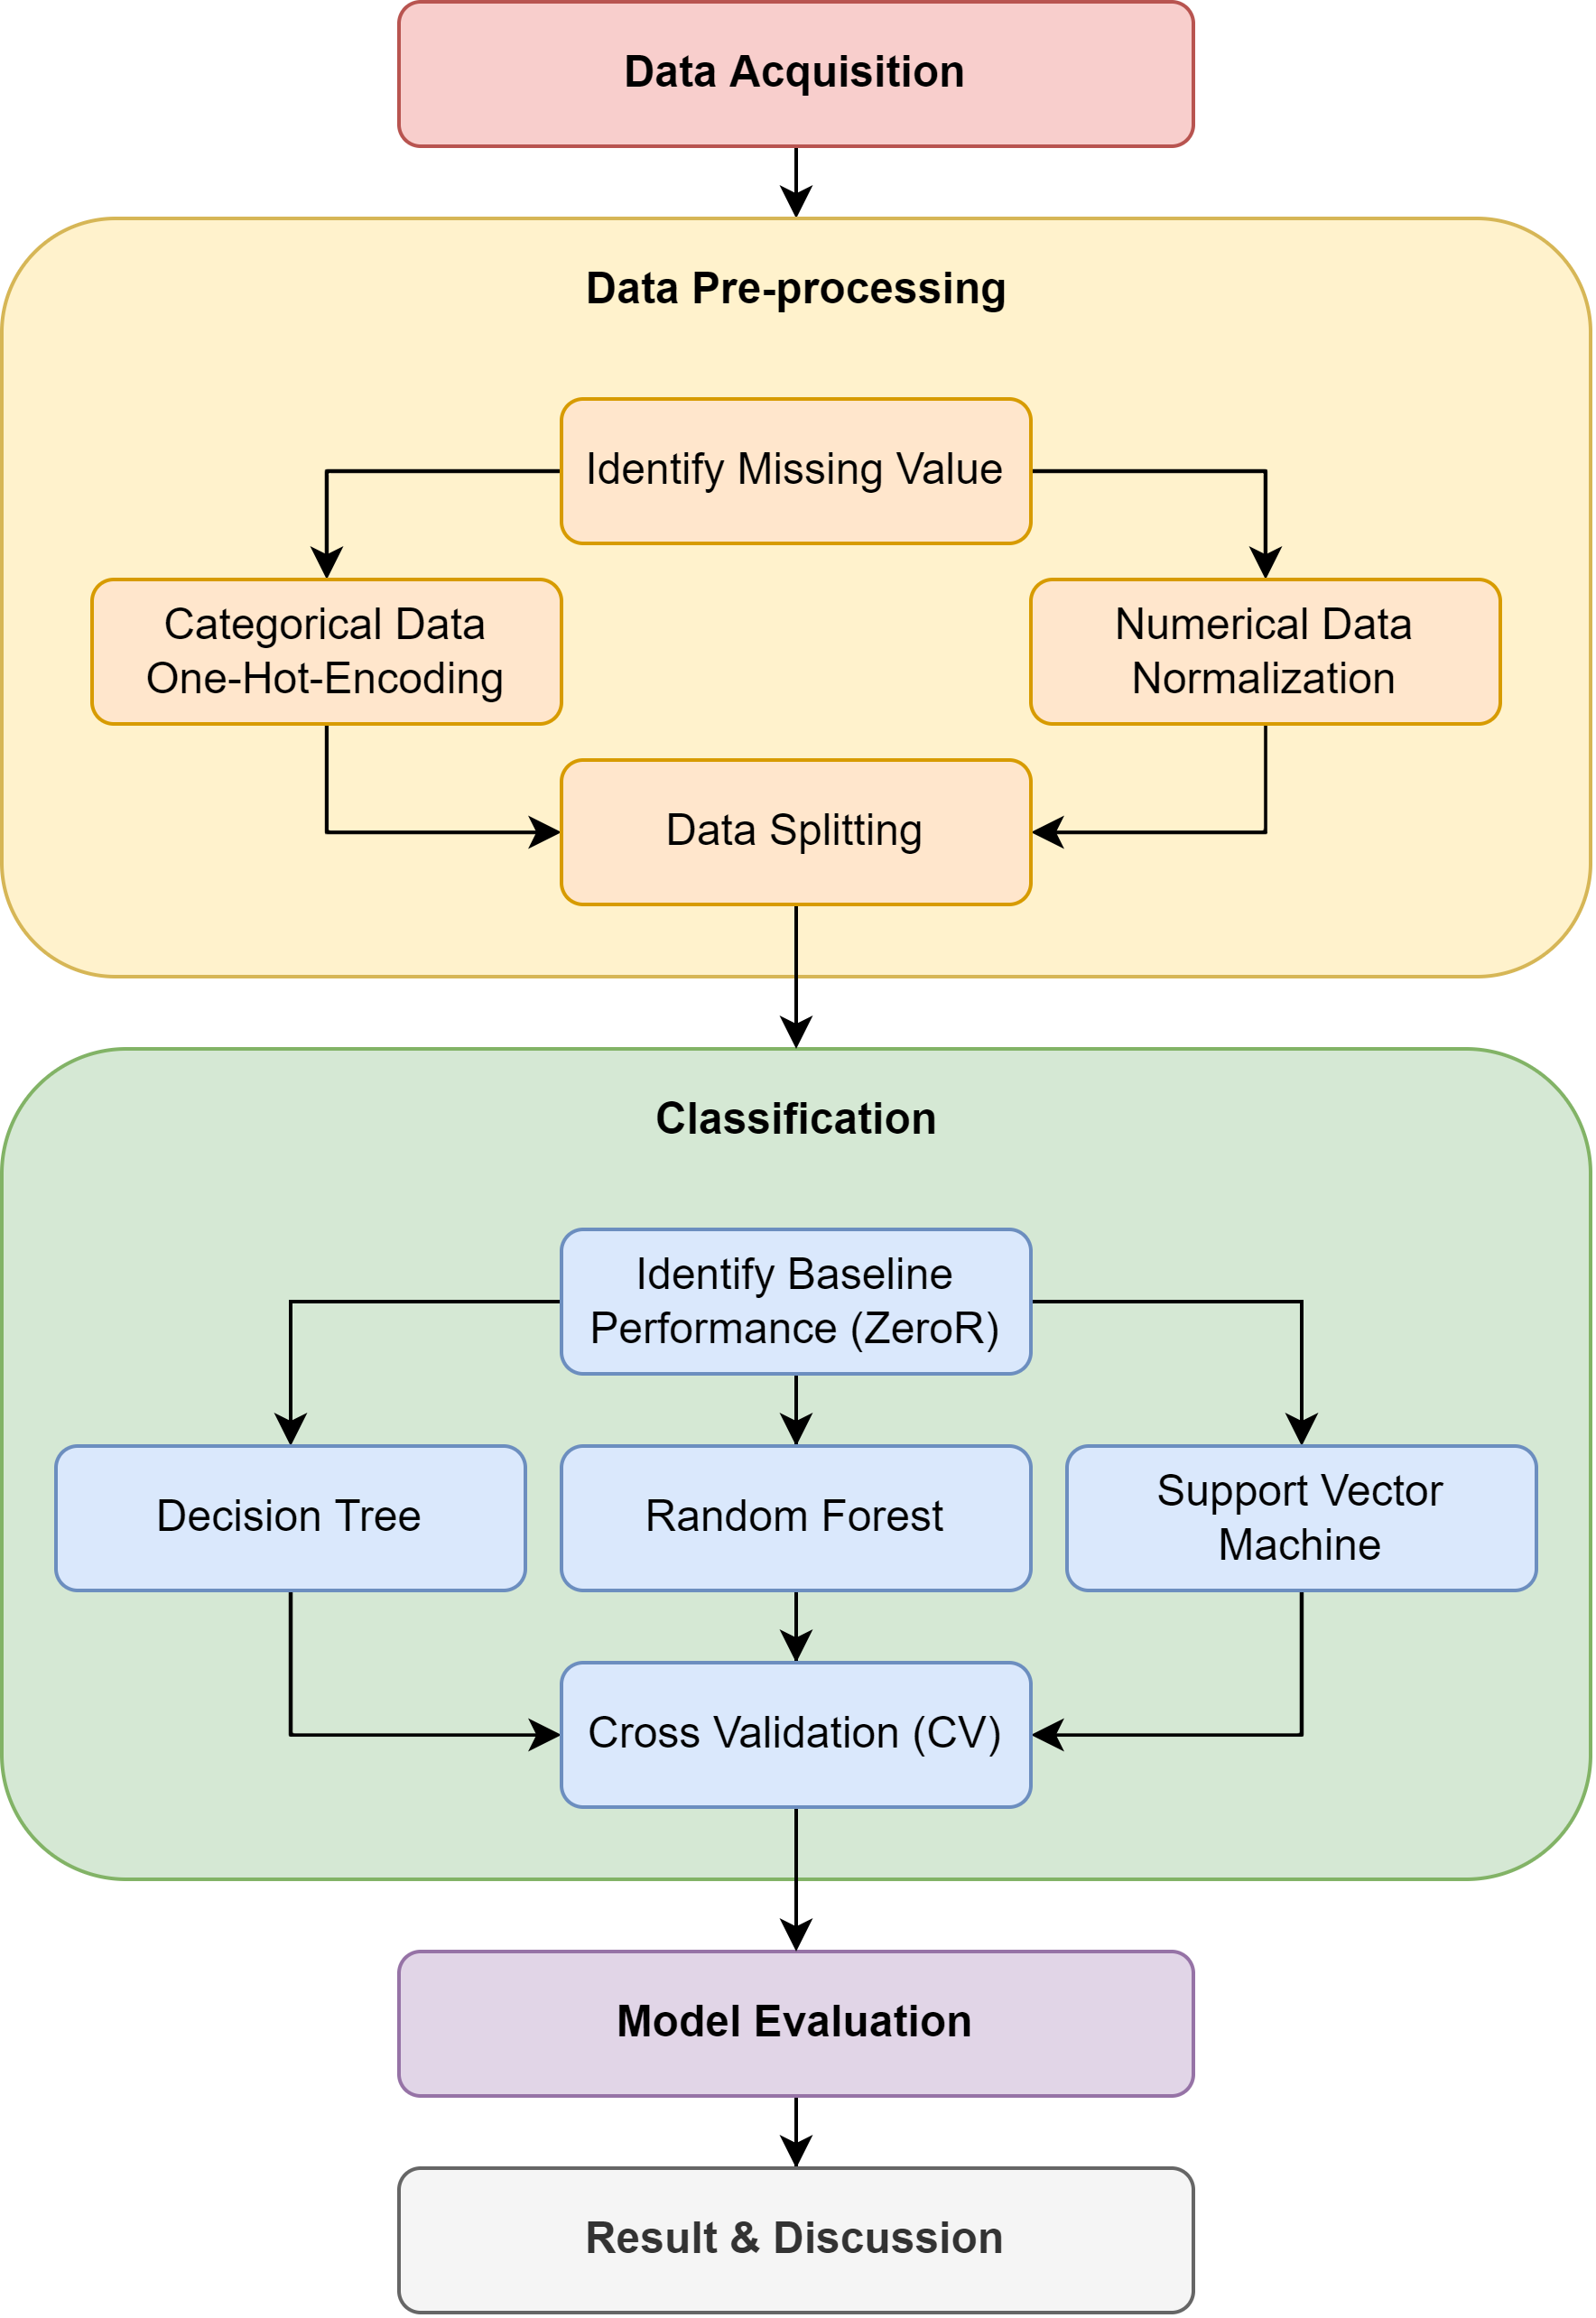 Data Acquisition
Data Pre-processing
Identify Missing Value
Categorical Data
One-Hot-Encoding
Numerical Data
Normalization
Data Splitting
Classification
Identify Baseline
Performance (ZeroR)
Decision Tree
Random Forest
Support Vector
Machine
Cross Validation (CV)
Model Evaluation
Result & Discussion